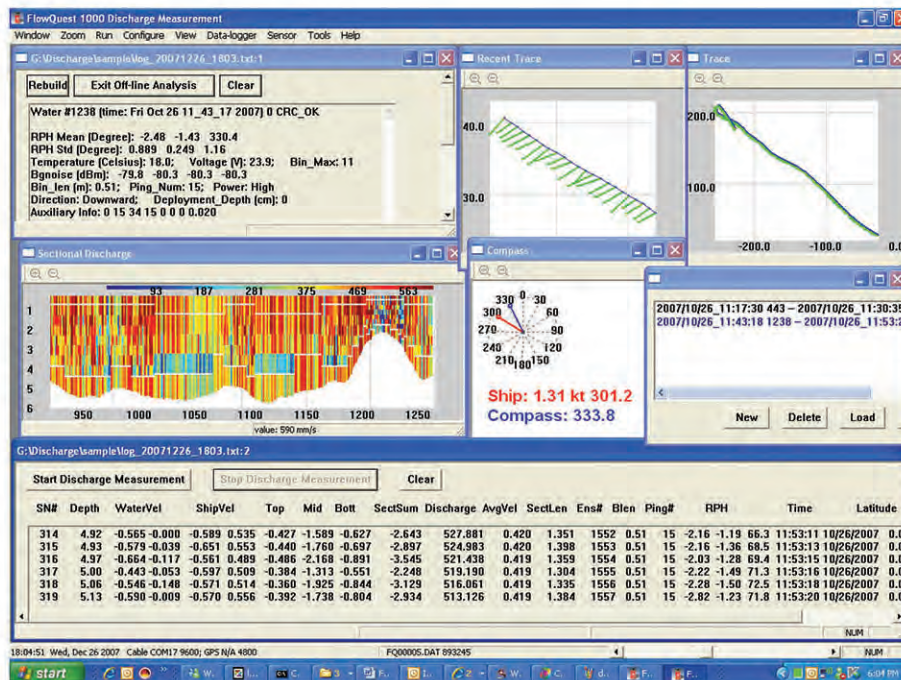 FlowQuest 1000 Discharge Measurement
Window Zoom Run Configure View Data-logger Sensor Tools Help
G:\Discharge\sample\log_20071226_1803.txt:1
Rebuild Exit Off-line Analysis Clear
Water #1238 (time: Fri Oct 26 11_43_17 2007) 0 CRC_OK
RPH Mean (Degree): -2.48 -1.43 330.4
RPH Std (Degree): 0.889 0.249 1.16
Temperature (Celsius): 18.0; Voltage (V): 23.9; Bin_Max: 11
Bgnoise (dBm): -79.8 -80.3 -80.3 -80.3
Bin_len (m): 0.51; Ping_Num: 15; Power: High
Direction: Downward; Deployment_Depth (cm): 0
Auxiliary Info: 0 15 34 15 0 0 0 0.020
Recent Trace
40.0
30.0
Trace
200.0
100.0
-200.0 -100.0 0.0
Sectional Discharge
93 187 281 375 469 563
1
2
3
4
5
6
950 1000 1050 1100 1150 1200 1250
value: 590 mm/s
Compass
330 0 30
300 60
270 90
240 120
210 180 150
Ship: 1.31 kt 301.2
Compass: 333.8
2007/10/26_11:17:30 443 – 2007/10/26_11:30:35
2007/10/26_11:43:18 1238 – 2007/10/26_11:53:2
New Delete Load
G:\Discharge\sample\log_20071226_1803.txt:2
Start Discharge Measurement Stop Discharge Measurement Clear
SN# Depth WaterVel ShipVel Top Mid Bott SectSum Discharge AvgVel SectLen Ens# Blen Ping# RPH Time Latitude
314 4.92 -0.565 -0.000 -0.589 0.535 -0.427 -1.589 -0.627 -2.643 527.881 0.420 1.351 1552 0.51 15 -2.16 -1.19 66.3 11:53:11 10/26/2007 0.0
315 4.93 -0.579 -0.039 -0.651 0.553 -0.440 -1.760 -0.697 -2.897 524.983 0.420 1.398 1553 0.51 15 -2.16 -1.36 68.5 11:53:13 10/26/2007 0.0
316 4.97 -0.664 -0.117 -0.561 0.489 -0.486 -2.168 -0.891 -3.545 521.438 0.419 1.359 1554 0.51 15 -2.03 -1.28 69.4 11:53:15 10/26/2007 0.0
317 5.00 -0.443 -0.053 -0.597 0.509 -0.384 -1.313 -0.551 -2.248 519.190 0.419 1.304 1555 0.51 15 -2.22 -1.49 71.3 11:53:16 10/26/2007 0.0
318 5.06 -0.546 -0.148 -0.571 0.514 -0.360 -1.925 -0.844 -3.129 516.061 0.419 1.335 1556 0.51 15 -2.28 -1.50 72.5 11:53:18 10/26/2007 0.0
319 5.13 -0.590 -0.009 -0.570 0.556 -0.392 -1.738 -0.804 -2.934 513.126 0.419 1.384 1557 0.51 15 -2.82 -1.23 71.8 11:53:20 10/26/2007 0.0
NUM
18:04:51 Wed, Dec 26 2007 Cable COM17 9600; GPS N/A 4800 FQ00005.DAT 893245 NUM
start 6:04 PM